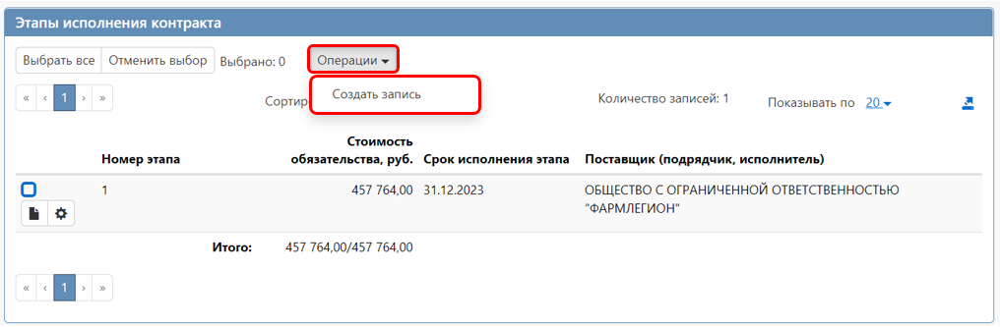 Этапы исполнения контракта
Выбрать все Отменить выбор Выбрано: 0 Операции
Создать запись
« ‹ 1 › » Количество записей: 1 Показывать по 20
Стоимость
Номер этапа обязательства, руб. Срок исполнения этапа Поставщик (подрядчик, исполнитель)
1 457 764,00 31.12.2023 ОБЩЕСТВО С ОГРАНИЧЕННОЙ ОТВЕТСТВЕННОСТЬЮ
"ФАРМЛЕГИОН"
Итого: 457 764,00/457 764,00
« ‹ 1 › »